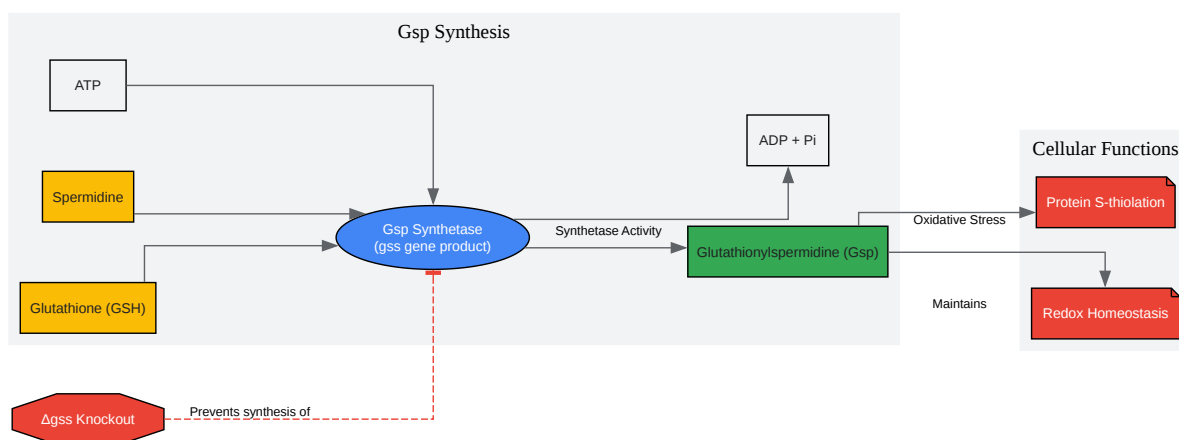 Gsp Synthesis
ATP
ADP + Pi
Cellular Functions
Spermidine
Protein S-thiolation
Gsp Synthetase
(gss gene product)
Synthetase Activity
Oxidative Stress
Glutathionylspermidine (Gsp)
Glutathione (GSH)
Maintains
Redox Homeostasis
Δgss Knockout
Prevents synthesis of